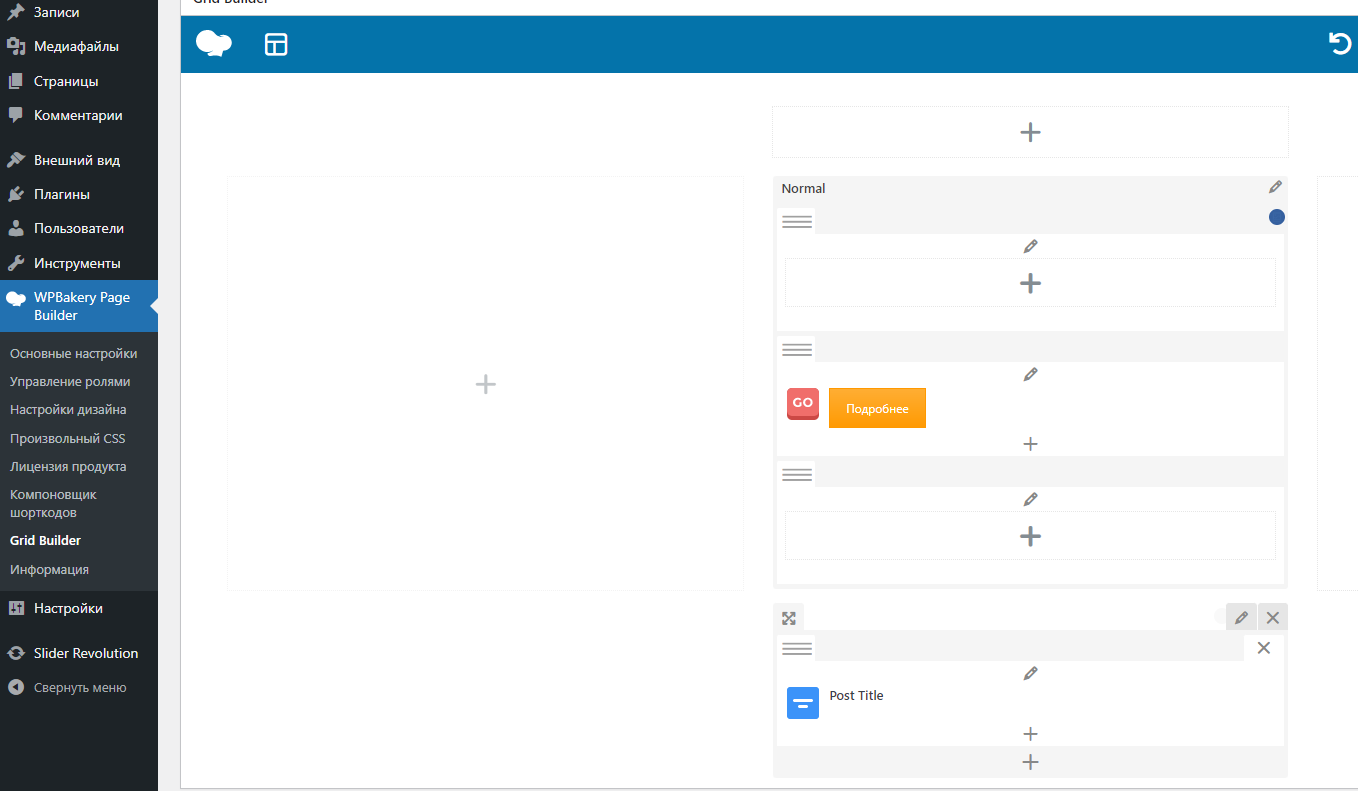 Grid Builder
Записи
Медиафайлы
Страницы
Комментарии
Внешний вид
Плагины
Пользователи
Инструменты
WPBakery Page
Builder
Основные настройки
Управление ролями
Настройки дизайна
Произвольный CSS
Лицензия продукта
Компоновщик
шорткодов
Grid Builder
Информация
Настройки
Slider Revolution
Свернуть меню
Normal
GO
Подробнее
Post Title